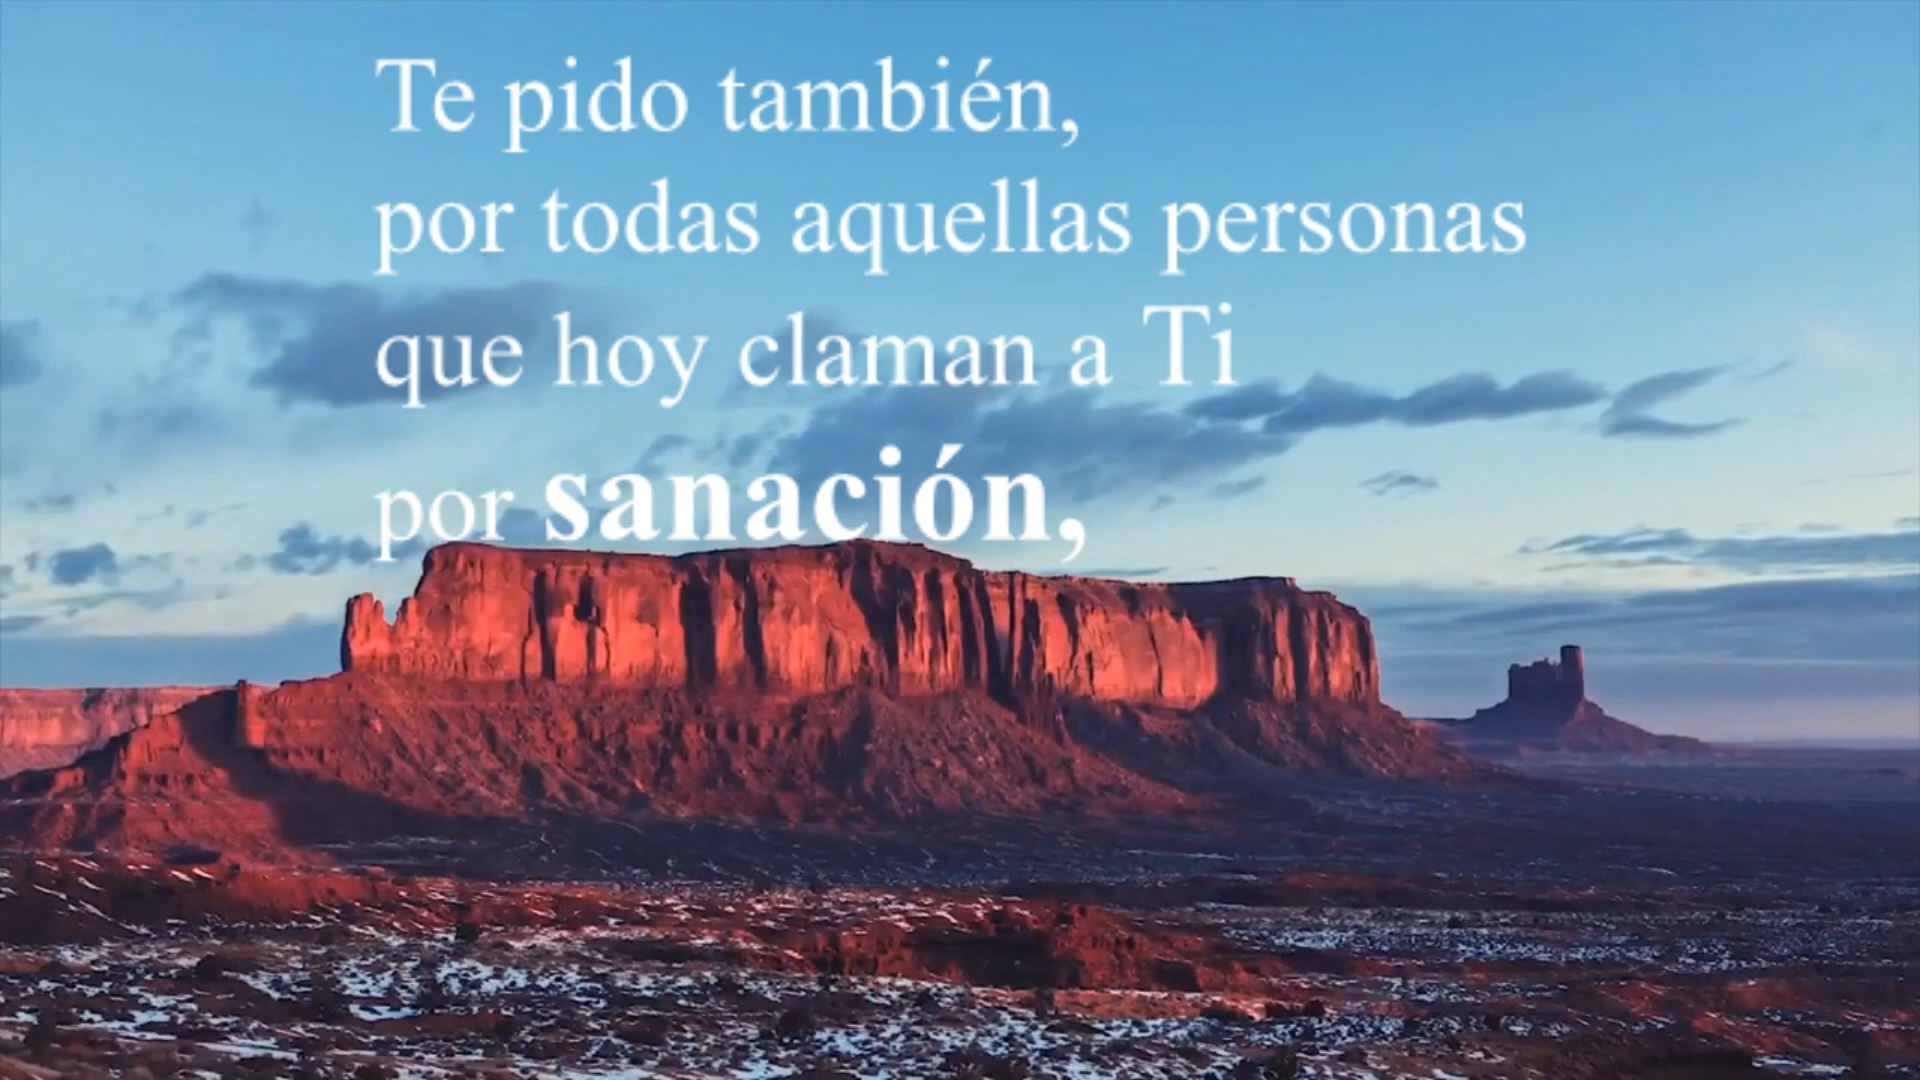 Te pido también,
por todas aquellas personas
que hoy claman a Ti
por sanación,